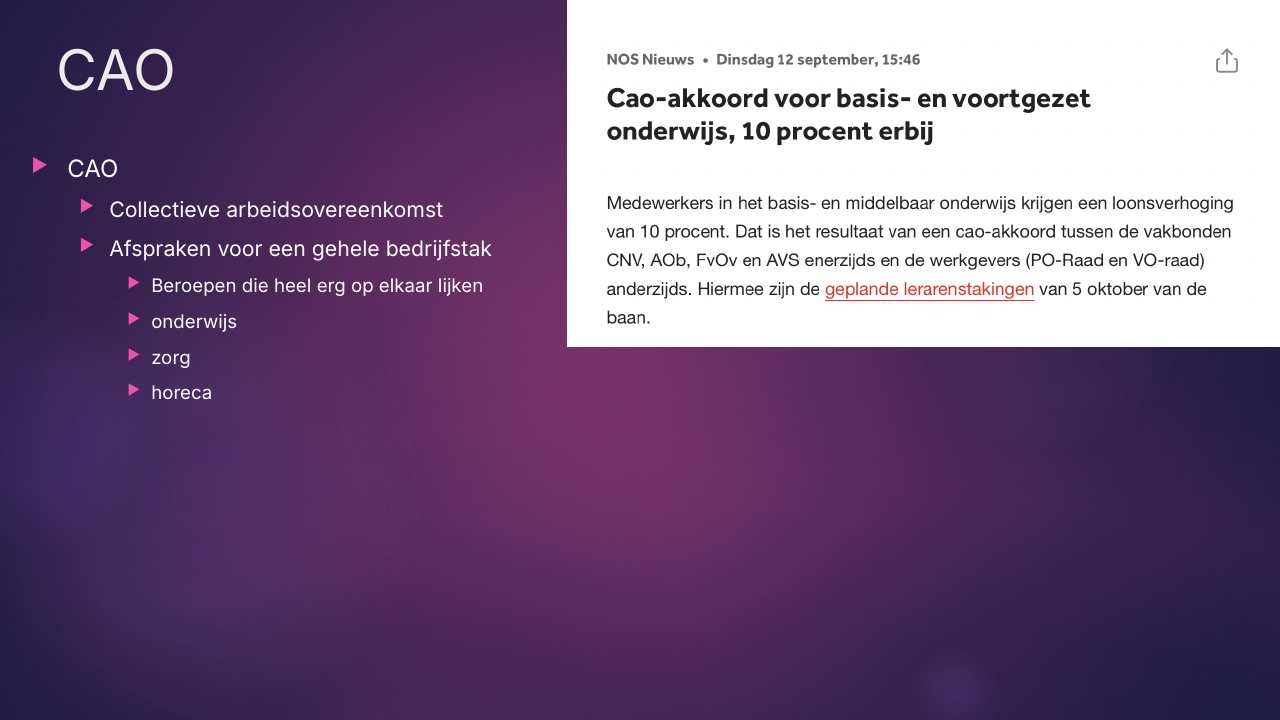 CAO
CAO
Collectieve arbeidsovereenkomst
Afspraken voor een gehele bedrijfstak
Beroepen die heel erg op elkaar lijken
onderwijs
zorg
horeca
NOS Nieuws • Dinsdag 12 september, 15:46
Cao-akkoord voor basis- en voortgezet
onderwijs, 10 procent erbij
Medewerkers in het basis- en middelbaar onderwijs krijgen een loonsverhoging
van 10 procent. Dat is het resultaat van een cao-akkoord tussen de vakbonden
CNV, AOb, FvOv en AVS enerzijds en de werkgevers (PO-Raad en VO-raad)
anderzijds. Hiermee zijn de geplande lerarenstakingen van 5 oktober van de
baan.